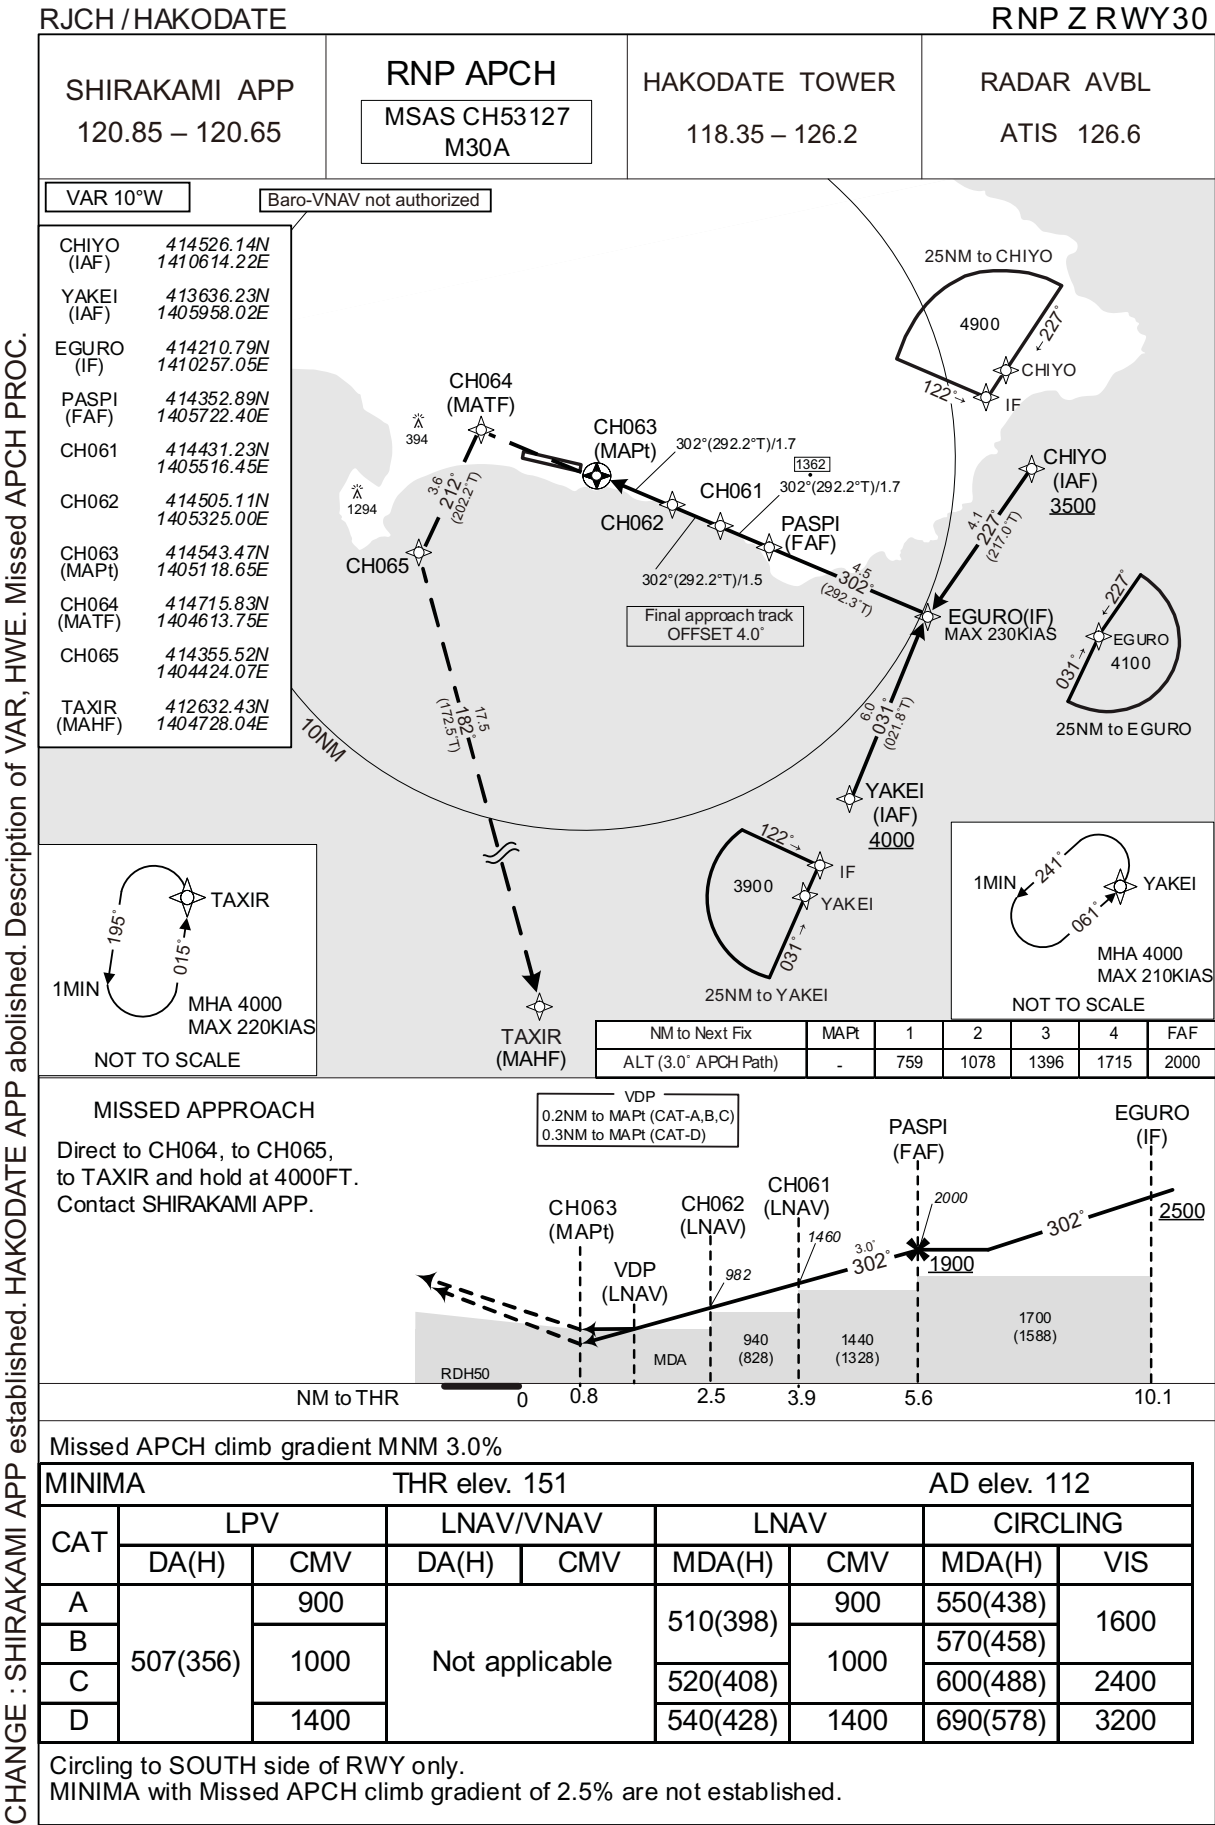 RJCH / HAKODATE
RNP Z RWY30
SHIRAKAMI APP
120.85 – 120.65
RNP APCH
MSAS CH53127
M30A
HAKODATE TOWER
118.35 – 126.2
RADAR AVBL
ATIS 126.6
VAR 10°W
Baro-VNAV not authorized
CHIYO 414526.14N
(IAF) 1410614.22E
YAKEI 413636.23N
(IAF) 1405958.02E
EGURO 414210.79N
(IF) 1410257.05E
PASPI 414352.89N
(FAF) 1405722.40E
CH061 414431.23N
1405516.45E
CH062 414505.11N
1405325.00E
CH063 414543.47N
(MAPt) 1405118.65E
CH064 414715.83N
(MATF) 1404613.75E
CH065 414355.52N
1404424.07E
TAXIR 412632.43N
(MAHF) 1404728.04E
25NM to CHIYO
4900
←227°
CHIYO
122°→
IF
CH064
(MATF)
394
1294
CH063
(MAPt)
302°(292.2°T)/1.7
1362
302°(292.2°T)/1.7
CH061
CH062
PASPI
(FAF)
302°(292.2°T)/1.5
CHIYO
(IAF)
3500
4.1
227°
(217.0°T)
3.6
212°
(202.2°T)
CH065
4.5
302°
(292.3°T)
Final approach track
OFFSET 4.0°
EGURO(IF)
MAX 230KIAS
←227°
EGURO
4100
031°→
25NM to EGURO
6.0
031°
(021.8°T)
17.5
182°
(172.5°T)
10NM
YAKEI
(IAF)
4000
122°→
IF
3900
YAKEI
031°→
25NM to YAKEI
TAXIR
195°
015°
1MIN
MHA 4000
MAX 220KIAS
NOT TO SCALE
1MIN
241°
YAKEI
061°
MHA 4000
MAX 210KIAS
NOT TO SCALE
TAXIR
(MAHF)
NM to Next Fix MAPt 1 2 3 4 FAF
ALT (3.0° APCH Path) - 759 1078 1396 1715 2000
MISSED APPROACH
Direct to CH064, to CH065,
to TAXIR and hold at 4000FT.
Contact SHIRAKAMI APP.
VDP
0.2NM to MAPt (CAT-A,B,C)
0.3NM to MAPt (CAT-D)
EGURO
(IF)
PASPI
(FAF)
CH061
(LNAV)
CH062
(LNAV)
CH063
(MAPt)
VDP
(LNAV)
2000
2500
302°
1460
3.0°
302°
1900
982
1700
(1588)
1440
(1328)
940
(828)
MDA
RDH50
NM to THR 0 0.8 2.5 3.9 5.6 10.1
Missed APCH climb gradient MNM 3.0%
MINIMA THR elev. 151 AD elev. 112
CAT LPV LNAV/VNAV LNAV CIRCLING
DA(H) CMV DA(H) CMV MDA(H) CMV MDA(H) VIS
A 507(356) 900 Not applicable 510(398) 900 550(438) 1600
B 1000 1000 570(458)
C 520(408) 600(488) 2400
D 1400 540(428) 1400 690(578) 3200
Circling to SOUTH side of RWY only.
MINIMA with Missed APCH climb gradient of 2.5% are not established.
CHANGE : SHIRAKAMI APP established. HAKODATE APP abolished. Description of VAR, HWE. Missed APCH PROC.